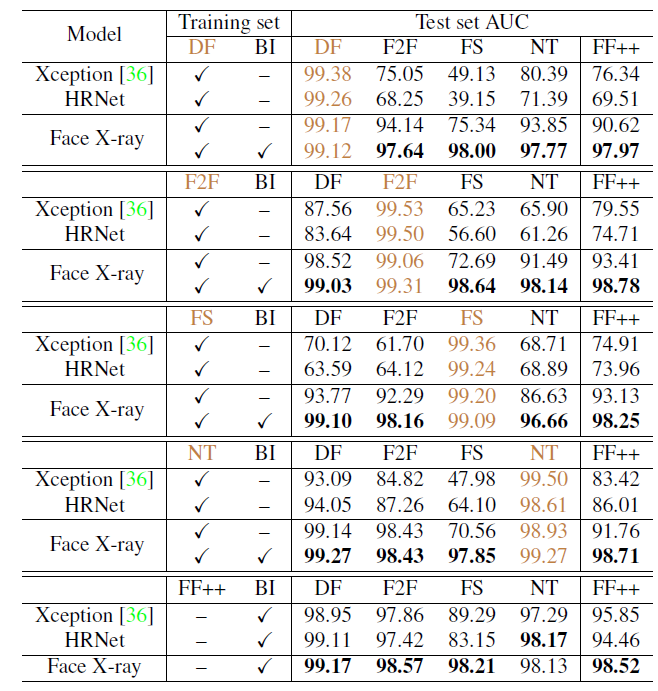 Model Training set Test set AUC
DF BI DF F2F FS NT FF++
Xception [36] ✓ – 99.38 75.05 49.13 80.39 76.34
HRNet ✓ – 99.26 68.25 39.15 71.39 69.51
Face X-ray ✓ – 99.17 94.14 75.34 93.85 90.62
✓ ✓ 99.12 97.64 98.00 97.77 97.97
F2F BI DF F2F FS NT FF++
Xception [36] ✓ – 87.56 99.53 65.23 65.90 79.55
HRNet ✓ – 83.64 99.50 56.60 61.26 74.71
Face X-ray ✓ – 98.52 99.06 72.69 91.49 93.41
✓ ✓ 99.03 99.31 98.64 98.14 98.78
FS BI DF F2F FS NT FF++
Xception [36] ✓ – 70.12 61.70 99.36 68.71 74.91
HRNet ✓ – 63.59 64.12 99.24 68.89 73.96
Face X-ray ✓ – 93.77 92.29 99.20 86.63 93.13
✓ ✓ 99.10 98.16 99.09 96.66 98.25
NT BI DF F2F FS NT FF++
Xception [36] ✓ – 93.09 84.82 47.98 99.50 83.42
HRNet ✓ – 94.05 87.26 64.10 98.61 86.01
Face X-ray ✓ – 99.14 98.43 70.56 98.93 91.76
✓ ✓ 99.27 98.43 97.85 99.27 98.71
FF++ BI DF F2F FS NT FF++
Xception [36] – ✓ 98.95 97.86 89.29 97.29 95.85
HRNet – ✓ 99.11 97.42 83.15 98.17 94.46
Face X-ray – ✓ 99.17 98.57 98.21 98.13 98.52